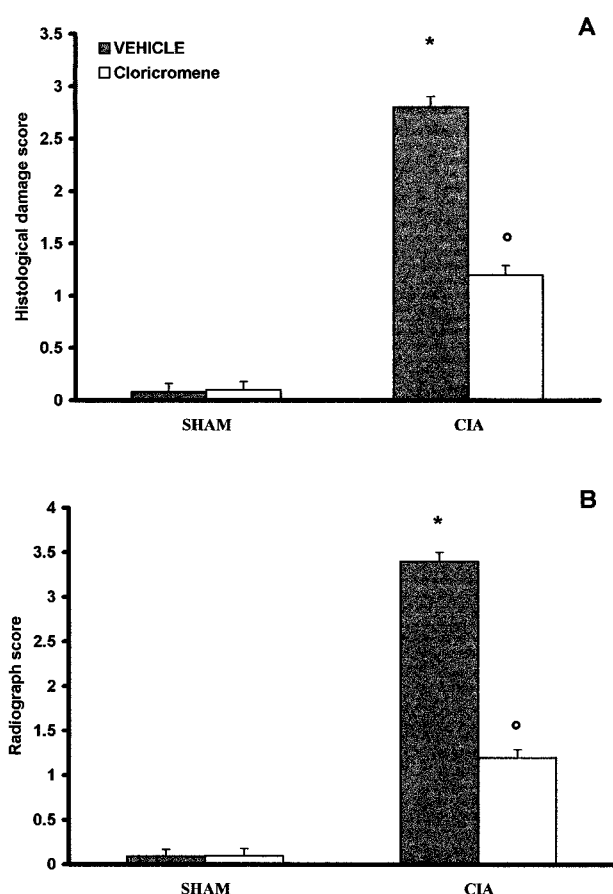 A
VEHICLE
Cloricromene
Histological damage score
3.5
3
2.5
2
1.5
1
0.5
0
*
°
SHAM CIA
B
Radiograph score
4
3.5
3
2.5
2
1.5
1
0.5
0
*
°
SHAM CIA